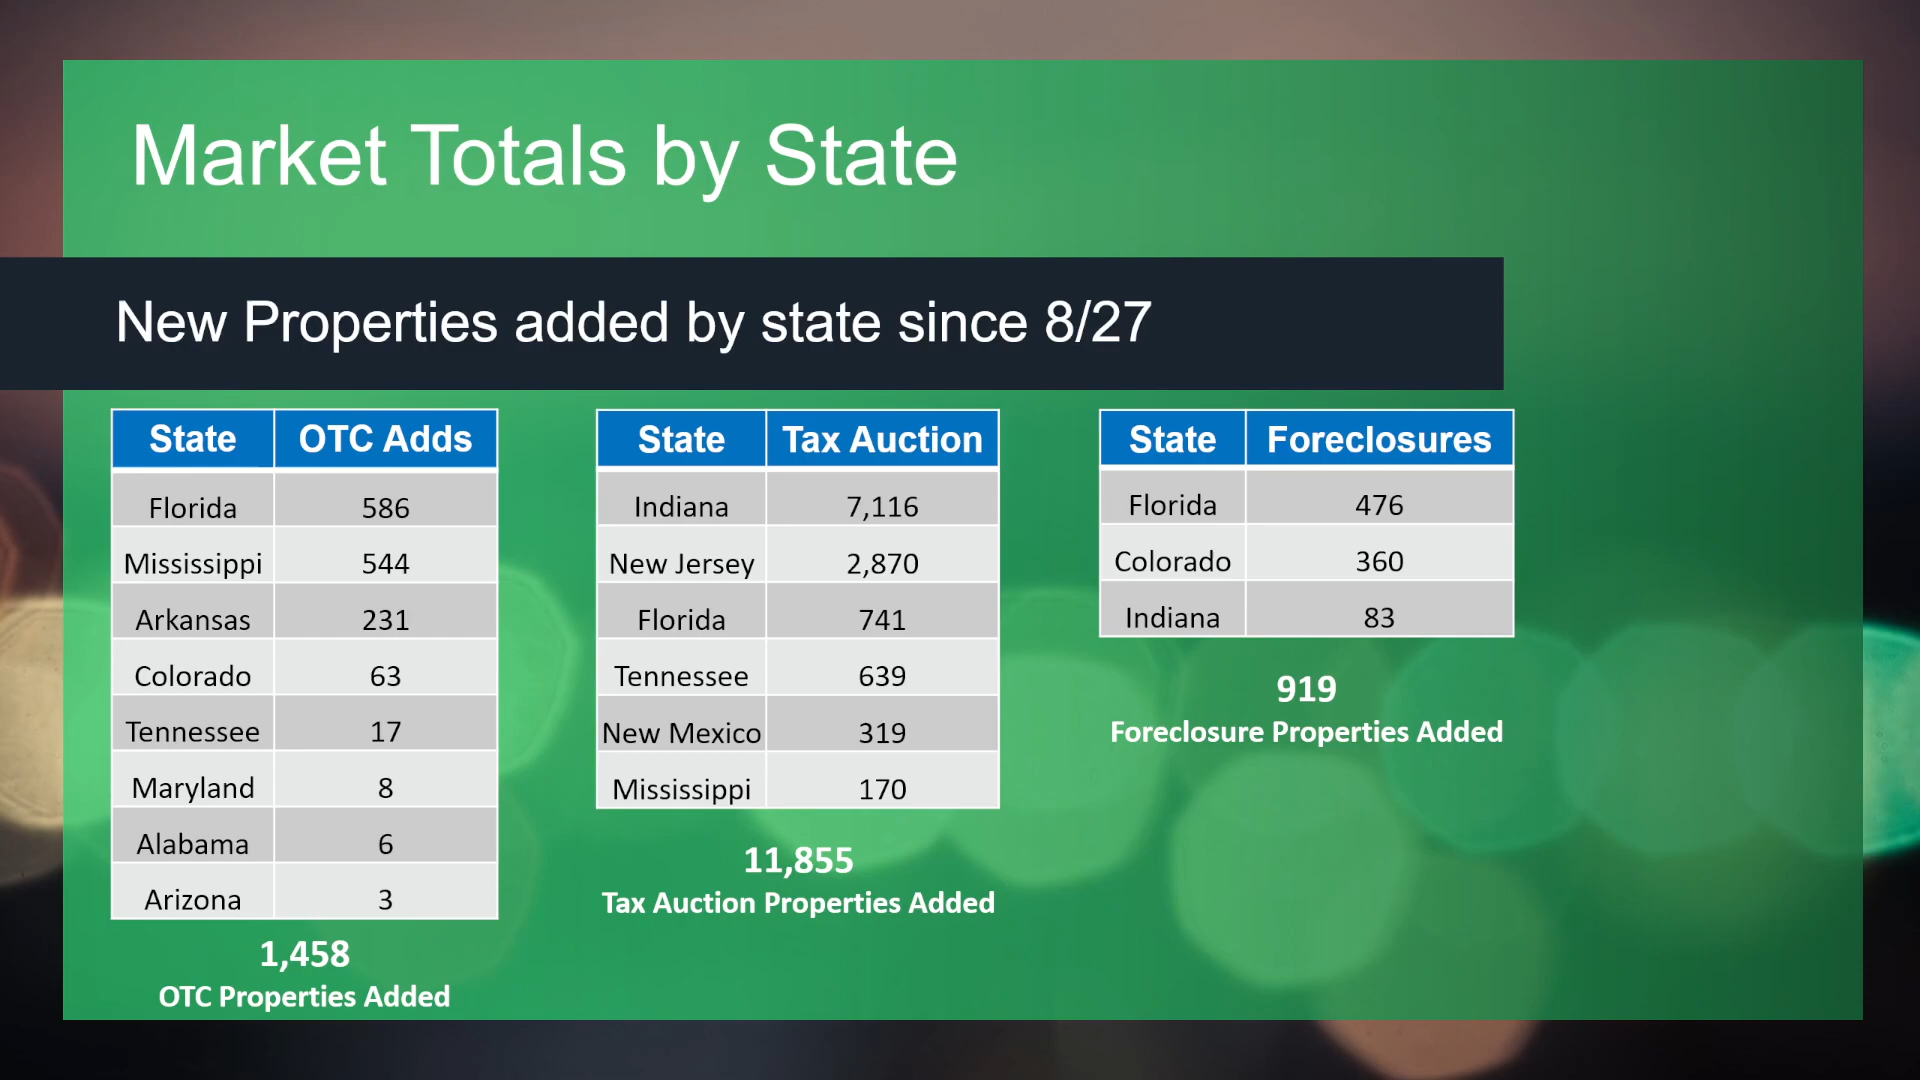 Market Totals by State
New Properties added by state since 8/27
State OTC Adds
Florida 586
Mississippi 544
Arkansas 231
Colorado 63
Tennessee 17
Maryland 8
Alabama 6
Arizona 3
1,458
OTC Properties Added
State Tax Auction
Indiana 7,116
New Jersey 2,870
Florida 741
Tennessee 639
New Mexico 319
Mississippi 170
11,855
Tax Auction Properties Added
State Foreclosures
Florida 476
Colorado 360
Indiana 83
919
Foreclosure Properties Added